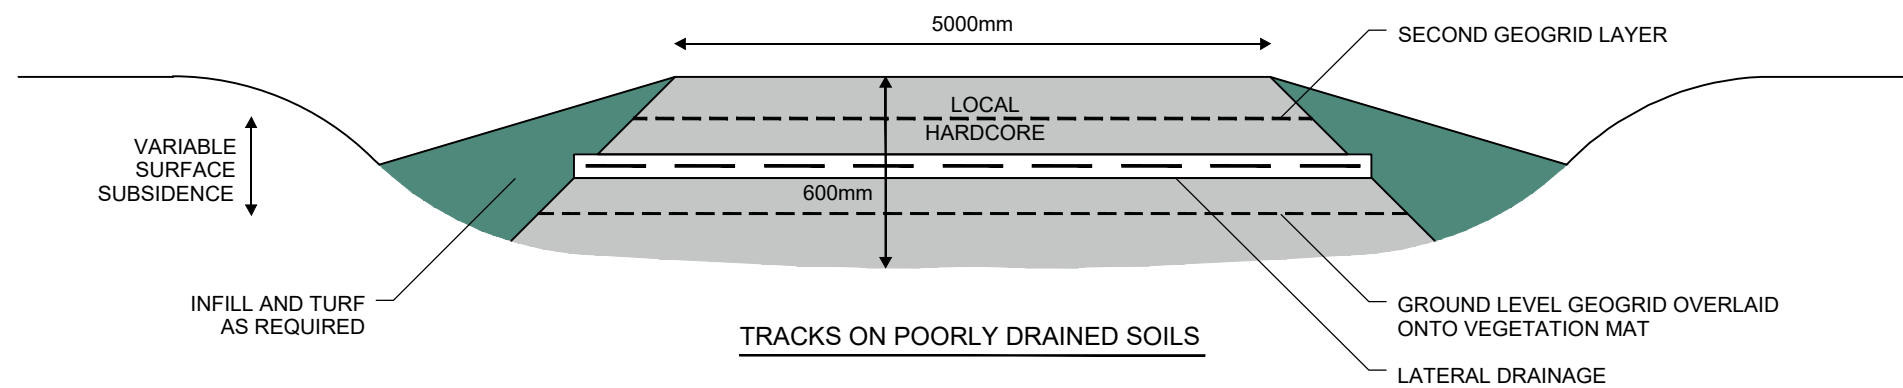 5000mm
SECOND GEOGRID LAYER
LOCAL
HARDCORE
VARIABLE
SURFACE
SUBSIDENCE
600mm
INFILL AND TURF
AS REQUIRED
GROUND LEVEL GEOGRID OVERLAID
ONTO VEGETATION MAT
TRACKS ON POORLY DRAINED SOILS
LATERAL DRAINAGE